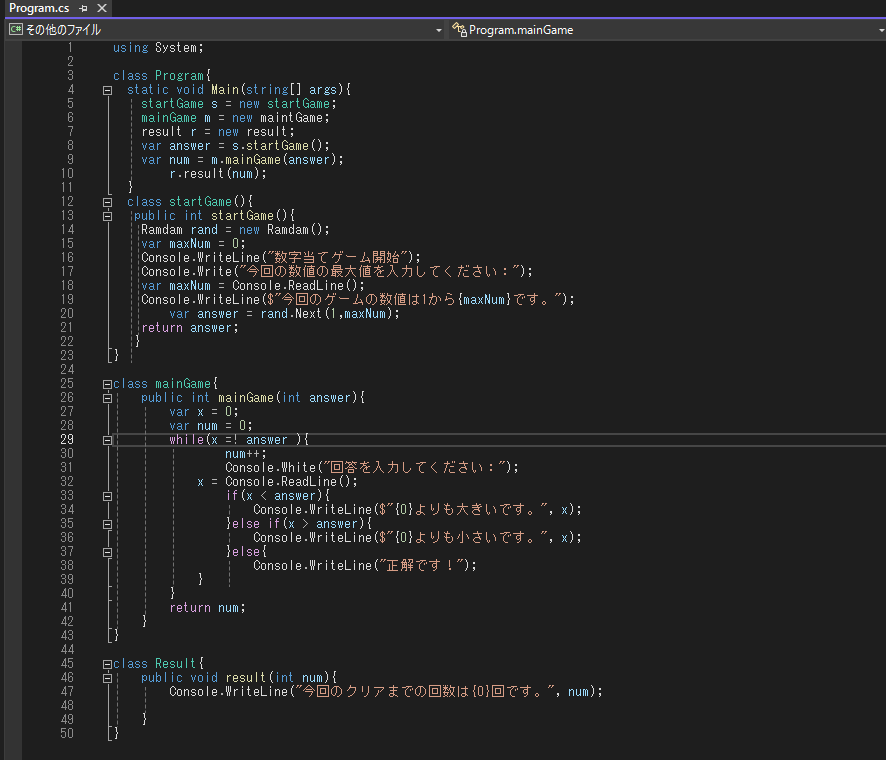 Program.cs
C# その他のファイル Program.mainGame
1 using System;
2
3 class Program{
4 static void Main(string[] args){
5 startGame s = new startGame;
6 mainGame m = new maintGame;
7 result r = new result;
8 var answer = s.startGame();
9 var num = m.mainGame(answer);
10 r.result(num);
11 }
12 class startGame(){
13 public int startGame(){
14 Ramdam rand = new Ramdam();
15 var maxNum = 0;
16 Console.WriteLine("数字当てゲーム開始");
17 Console.Write("今回の数値の最大値を入力してください：");
18 var maxNum = Console.ReadLine();
19 Console.WriteLine($"今回のゲームの数値は1から{maxNum}です。");
20 var answer = rand.Next(1,maxNum);
21 return answer;
22 }
23 }
24
25 class mainGame{
26 public int mainGame(int answer){
27 var x = 0;
28 var num = 0;
29 while(x =! answer ){
30 num++;
31 Console.White("回答を入力してください：");
32 x = Console.ReadLine();
33 if(x < answer){
34 Console.WriteLine($"{0}よりも大きいです。", x);
35 }else if(x > answer){
36 Console.WriteLine($"{0}よりも小さいです。", x);
37 }else{
38 Console.WriteLine("正解です！");
39 }
40 }
41 return num;
42 }
43 }
44
45 class Result{
46 public void result(int num){
47 Console.WriteLine("今回のクリアまでの回数は{0}回です。", num);
48
49 }
50 }